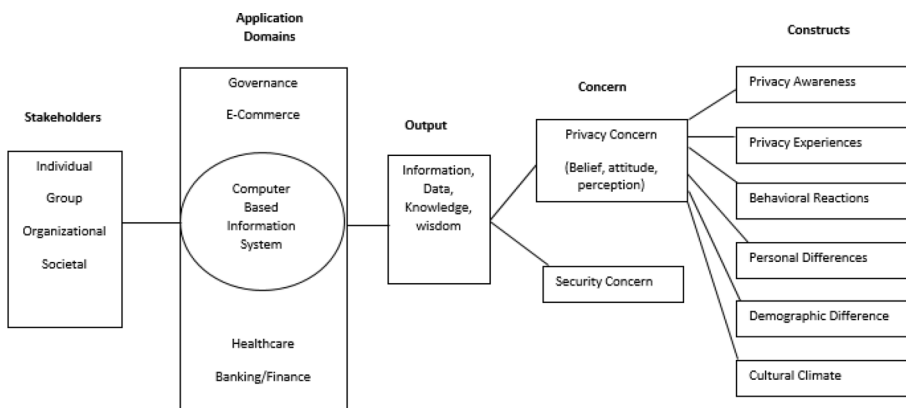 Stakeholders
Individual
Group
Organizational
Societal
Application
Domains
Governance
E-Commerce
Computer
Based
Information
System
Healthcare
Banking/Finance
Output
Information,
Data,
Knowledge,
wisdom
Concern
Privacy Concern
(Belief, attitude,
perception)
Security Concern
Constructs
Privacy Awareness
Privacy Experiences
Behavioral Reactions
Personal Differences
Demographic Difference
Cultural Climate